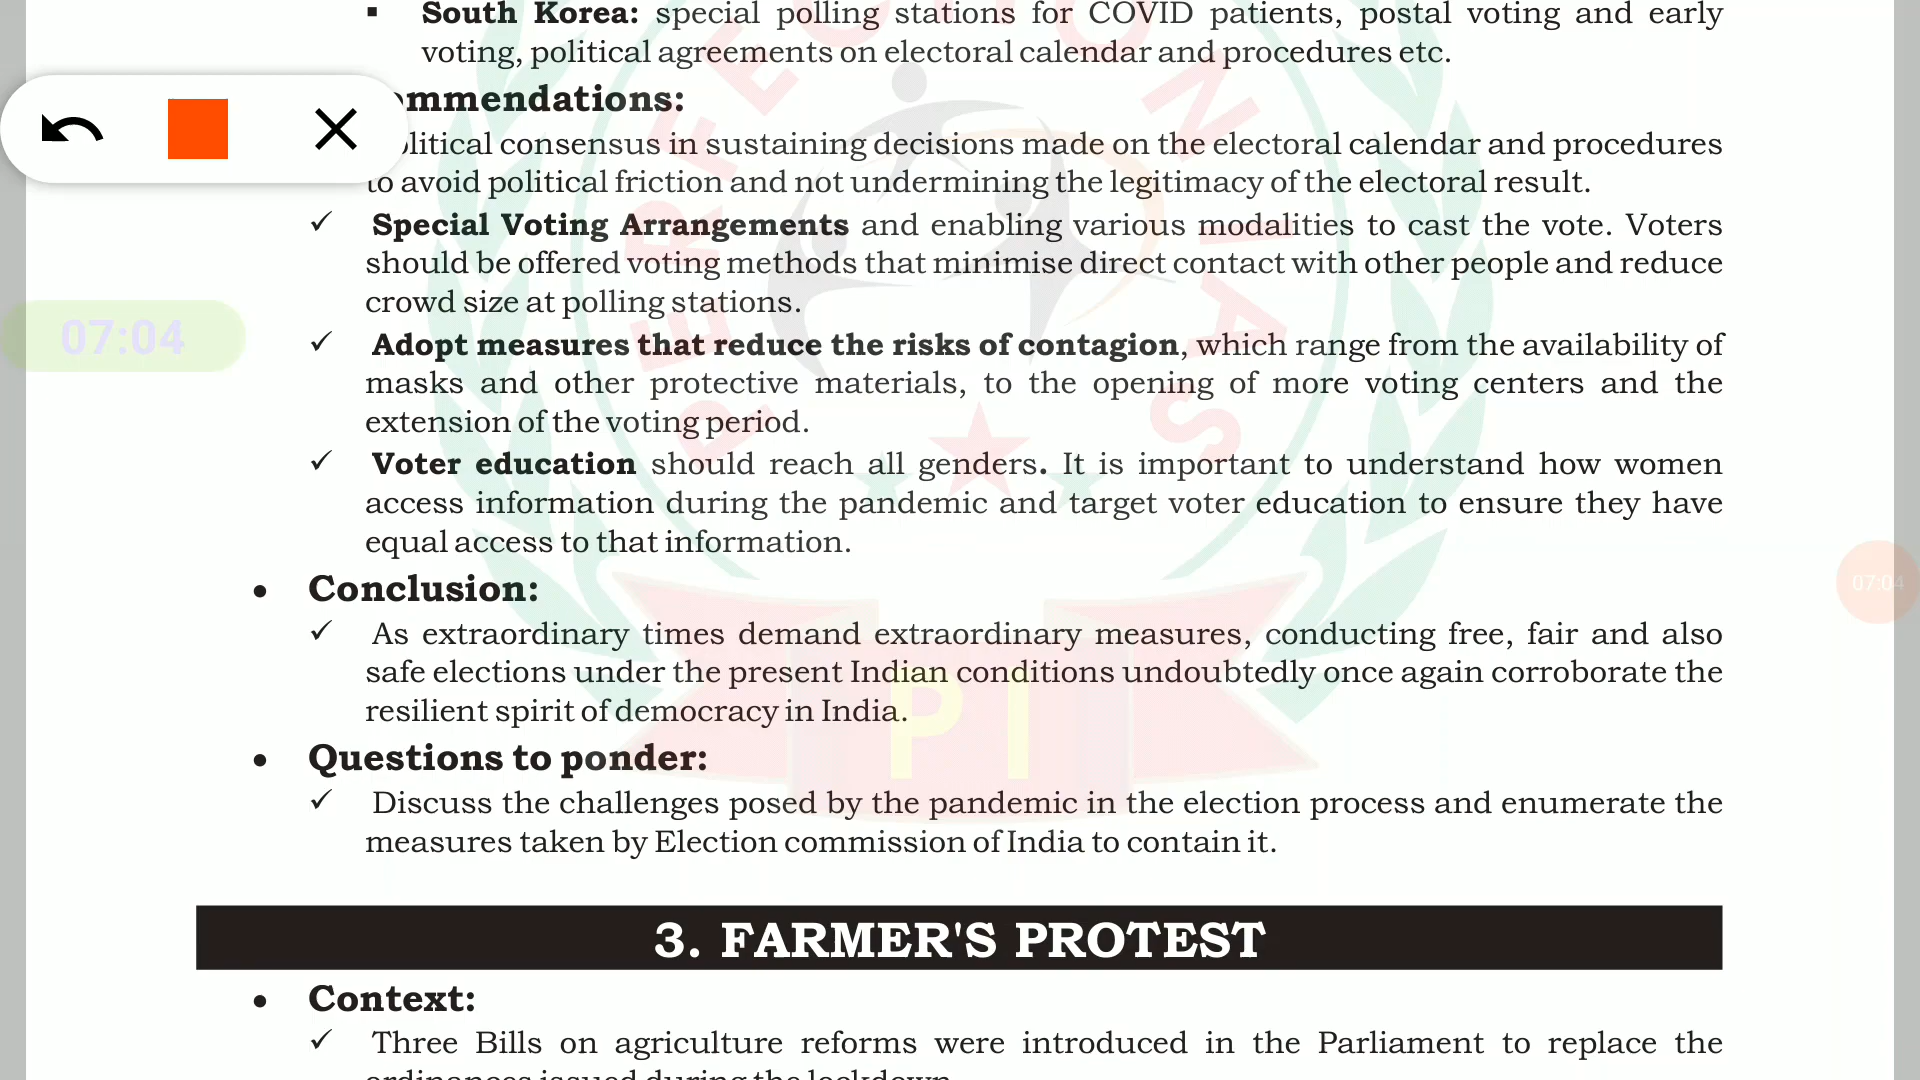 ▪ South Korea: special polling stations for COVID patients, postal voting and early
voting, political agreements on electoral calendar and procedures etc.
ommendations:
litical consensus in sustaining decisions made on the electoral calendar and procedures
to avoid political friction and not undermining the legitimacy of the electoral result.
✓ Special Voting Arrangements and enabling various modalities to cast the vote. Voters
should be offered voting methods that minimise direct contact with other people and reduce
crowd size at polling stations.
07:04
✓ Adopt measures that reduce the risks of contagion, which range from the availability of
masks and other protective materials, to the opening of more voting centers and the
extension of the voting period.
✓ Voter education should reach all genders. It is important to understand how women
access information during the pandemic and target voter education to ensure they have
equal access to that information.
07:04
• Conclusion:
✓ As extraordinary times demand extraordinary measures, conducting free, fair and also
safe elections under the present Indian conditions undoubtedly once again corroborate the
resilient spirit of democracy in India.
PI
• Questions to ponder:
✓ Discuss the challenges posed by the pandemic in the election process and enumerate the
measures taken by Election commission of India to contain it.
3. FARMER'S PROTEST
• Context:
✓ Three Bills on agriculture reforms were introduced in the Parliament to replace the
ordinances issued during the lockdown.